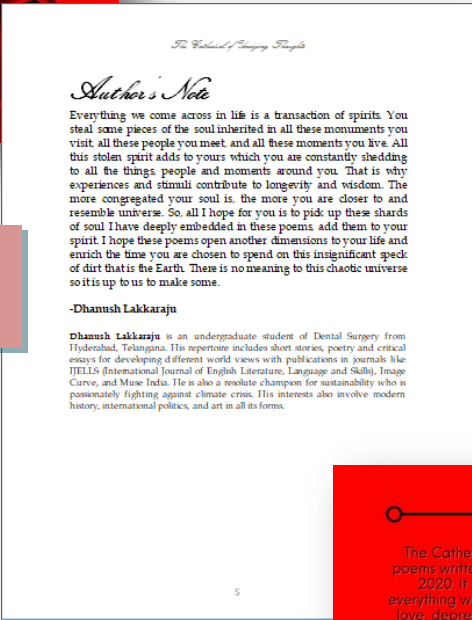 The Cathedral of Unsaying Thoughts
Author's Note
Everything we come across in life is a transaction of spirits. You
steal some pieces of the soul inherited in all these monuments you
visit, all these people you meet, and all these moments you live. All
this stolen spirit adds to yours which you are constantly shedding
to all the things, people and moments around you. That is why
experiences and stimuli contribute to longevity and wisdom. The
more congregated your soul is, the more you are closer to and
resemble universe. So, all I hope for you is to pick up these shards
of soul I have deeply embedded in these poems, add them to your
spirit. I hope these poems open another dimensions to your life and
enrich the time you are chosen to spend on this insignificant speck
of dirt that is the Earth. There is no meaning to this chaotic universe
so it is up to us to make some.
-Dhanush Lakkaraju
Dhanush Lakkaraju is an undergraduate student of Dental Surgery from
Hyderabad, Telangana. His repertoire includes short stories, poetry and critical
essays for developing different world views with publications in journals like
IJELLS (International Journal of English Literature, Language and Skills), Image
Curve, and Muse India. He is also a resolute champion for sustainability who is
passionately fighting against climate crisis. His interests also involve modern
history, international politics, and art in all its forms.
5
The Cathe
poems writte
2020. It
everything w
love, depre